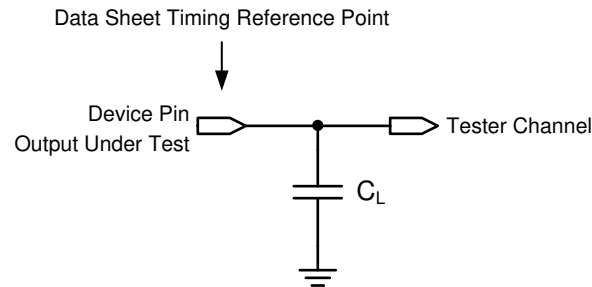 Data Sheet Timing Reference Point
Device Pin
Output Under Test
Tester Channel
CL